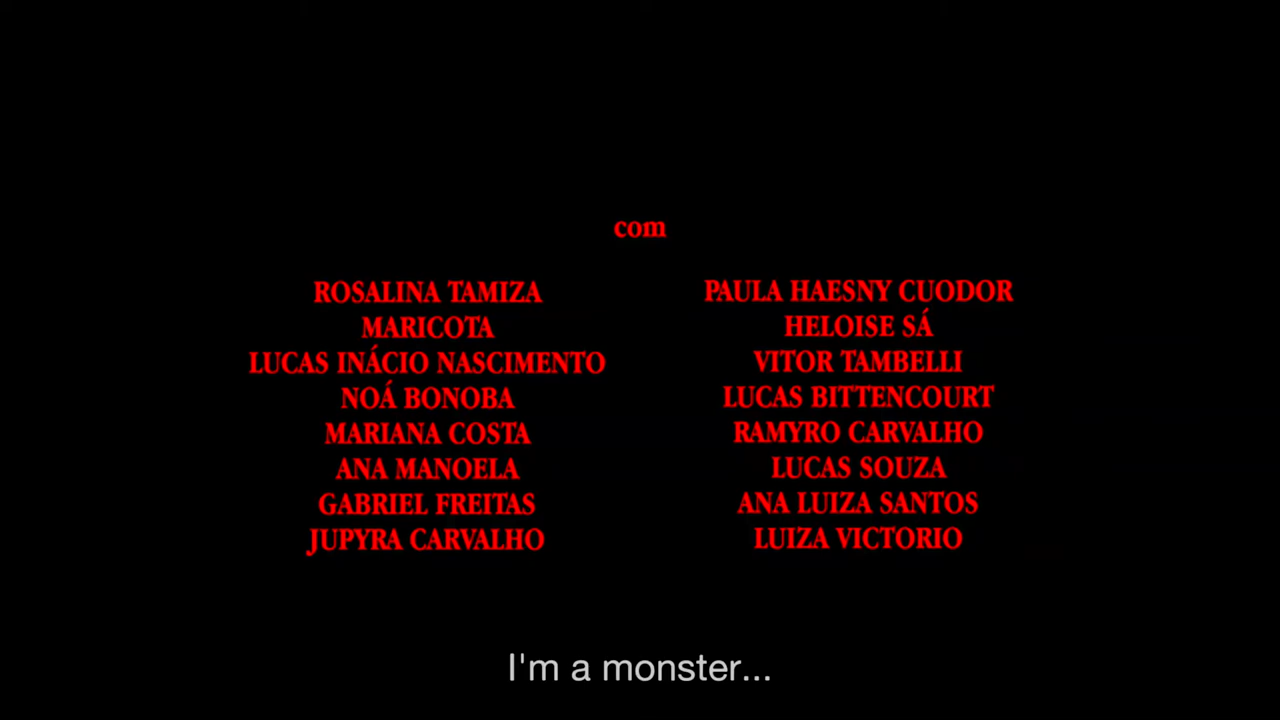 com
ROSALINA TAMIZA
MARICOTA
LUCAS INÁCIO NASCIMENTO
NOÁ BONOBA
MARIANA COSTA
ANA MANOELA
GABRIEL FREITAS
JUPYRA CARVALHO
PAULA HAESNY CUODOR
HELOISE SÁ
VITOR TAMBELLI
LUCAS BITTENCOURT
RAMYRO CARVALHO
LUCAS SOUZA
ANA LUIZA SANTOS
LUIZA VICTORIO
I'm a monster...